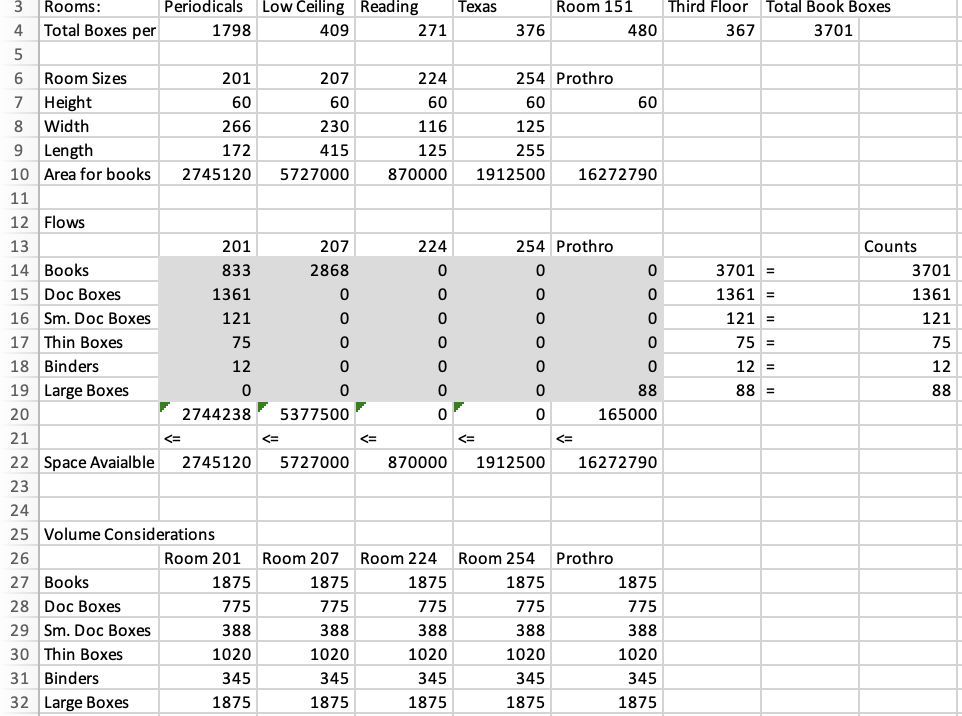 3 Rooms: Periodicals Low Ceiling Reading Texas Room 151 Third Floor Total Book Boxes
4 Total Boxes per 1798 409 271 376 480 367 3701
5
6 Room Sizes 201 207 224 254 Prothro
7 Height 60 60 60 60 60
8 Width 266 230 116 125
9 Length 172 415 125 255
10 Area for books 2745120 5727000 870000 1912500 16272790
11
12 Flows
13 201 207 224 254 Prothro Counts
14 Books 833 2868 0 0 0 3701 = 3701
15 Doc Boxes 1361 0 0 0 0 1361 = 1361
16 Sm. Doc Boxes 121 0 0 0 0 121 = 121
17 Thin Boxes 75 0 0 0 0 75 = 75
18 Binders 12 0 0 0 0 12 = 12
19 Large Boxes 0 0 0 0 88 88 = 88
20 2744238 5377500 0 0 165000
21 <= <= <= <= <=
22 Space Avaialble 2745120 5727000 870000 1912500 16272790
23
24
25 Volume Considerations
26 Room 201 Room 207 Room 224 Room 254 Prothro
27 Books 1875 1875 1875 1875 1875
28 Doc Boxes 775 775 775 775 775
29 Sm. Doc Boxes 388 388 388 388 388
30 Thin Boxes 1020 1020 1020 1020 1020
31 Binders 345 345 345 345 345
32 Large Boxes 1875 1875 1875 1875 1875